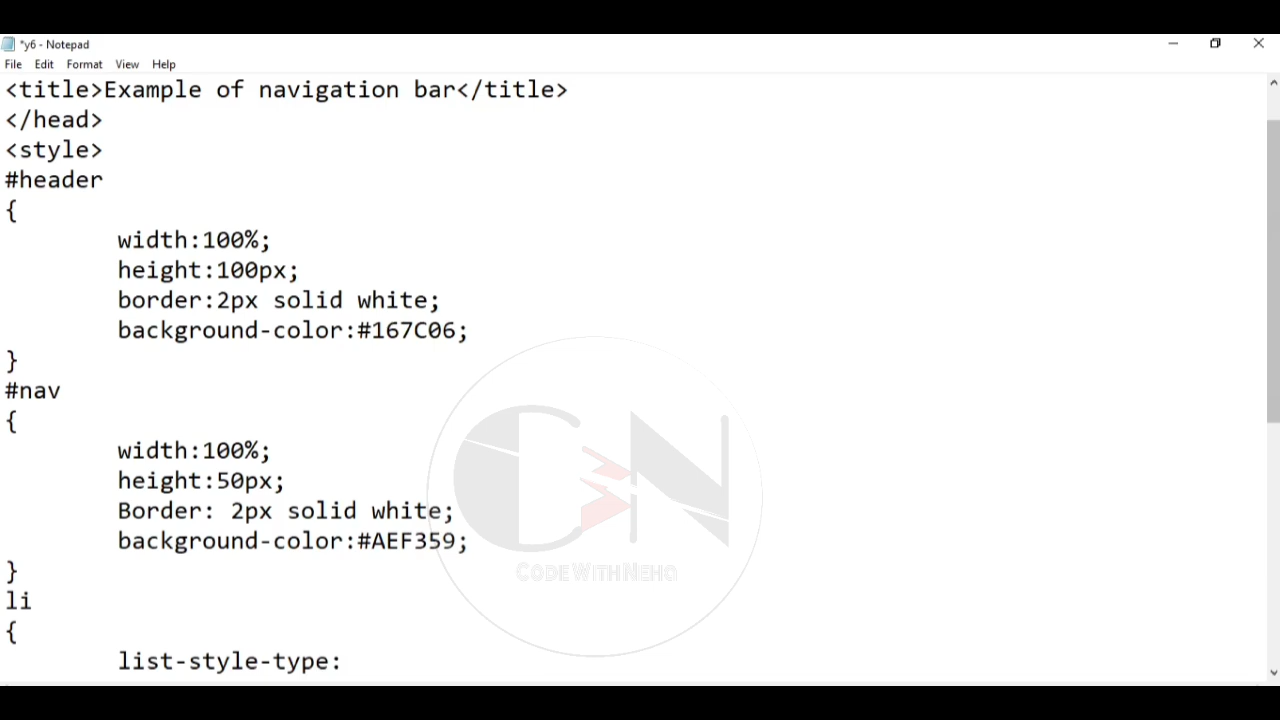 *y6 - Notepad
File Edit Format View Help
<title>Example of navigation bar</title>
</head>
<style>
#header
{
width:100%;
height:100px;
border:2px solid white;
background-color:#167C06;
}
#nav
{
width:100%;
height:50px;
Border: 2px solid white;
background-color:#AEF359;
}
li
{
list-style-type:
CN
CODEWITHNEHA